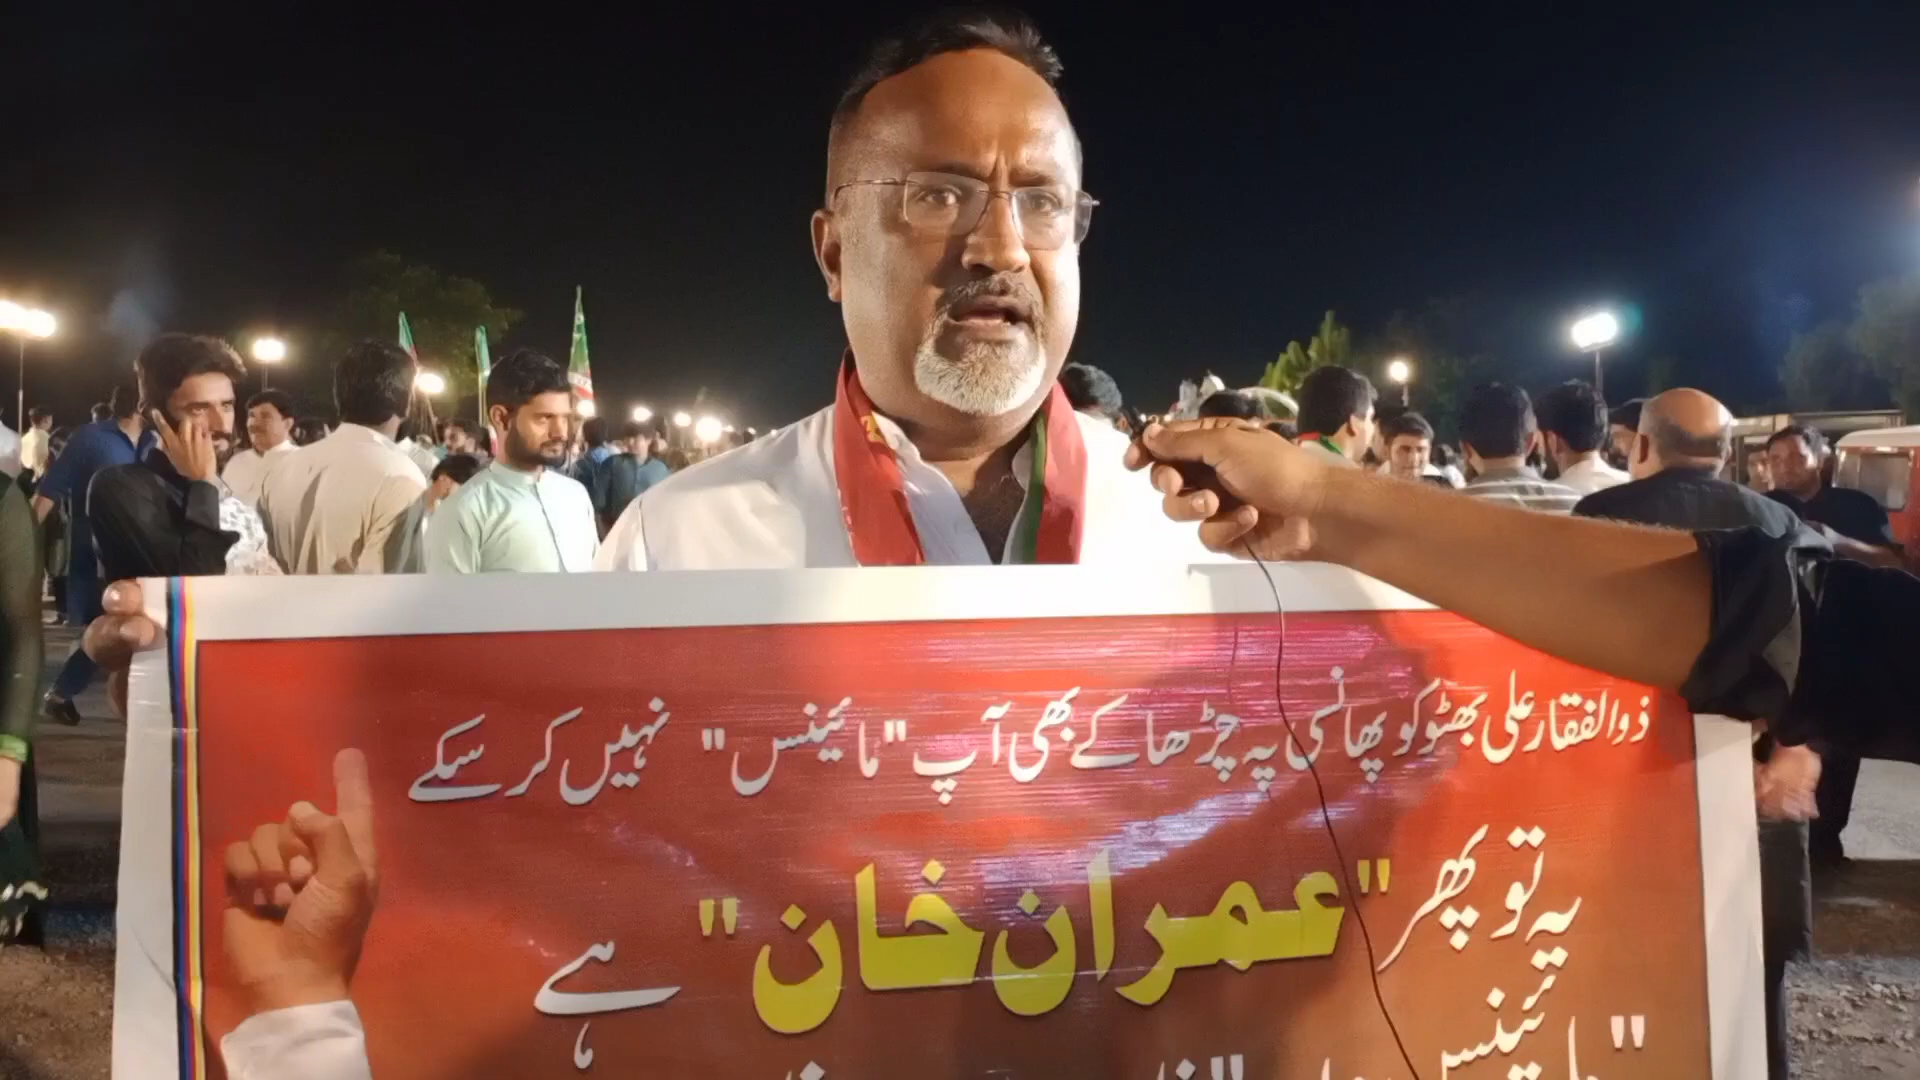 ذوالفقار علی بھٹو کو پھانسی پہ چڑھا کے بھی آپ "مائینس" نہیں کر سکے
یہ تو پھر "عمران خان" ہے
"مائینس